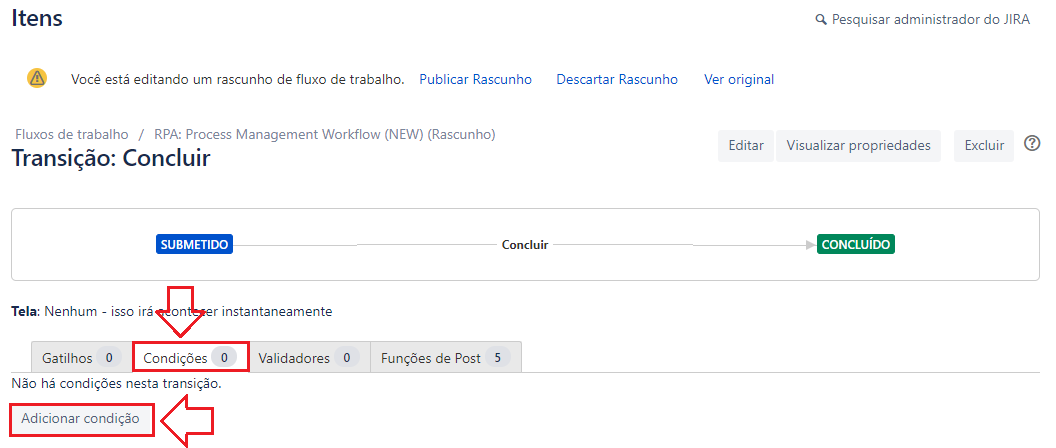 Itens
Pesquisar administrador do JIRA
Você está editando um rascunho de fluxo de trabalho. Publicar Rascunho Descartar Rascunho Ver original
Fluxos de trabalho / RPA: Process Management Workflow (NEW) (Rascunho)
Transição: Concluir
Editar Visualizar propriedades Excluir
SUBMETIDO Concluir CONCLUÍDO
Tela: Nenhum - isso irá acontecer instantaneamente
Gatilhos 0 Condições 0 Validadores 0 Funções de Post 5
Não há condições nesta transição.
Adicionar condição